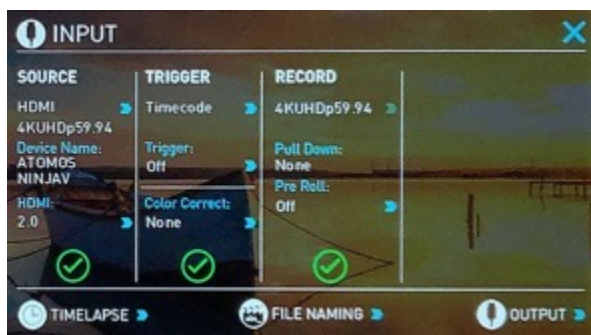 INPUT
SOURCE
HDMI
4KUHDp59.94
Device Name:
ATOMOS
NINJAV
HDMI:
2.0
TRIGGER
Timecode
Trigger:
Off
Color Correct:
None
RECORD
4KUHDp59.94
Pull Down:
None
Pre Roll:
Off
TIMELAPSE
FILE NAMING
OUTPUT